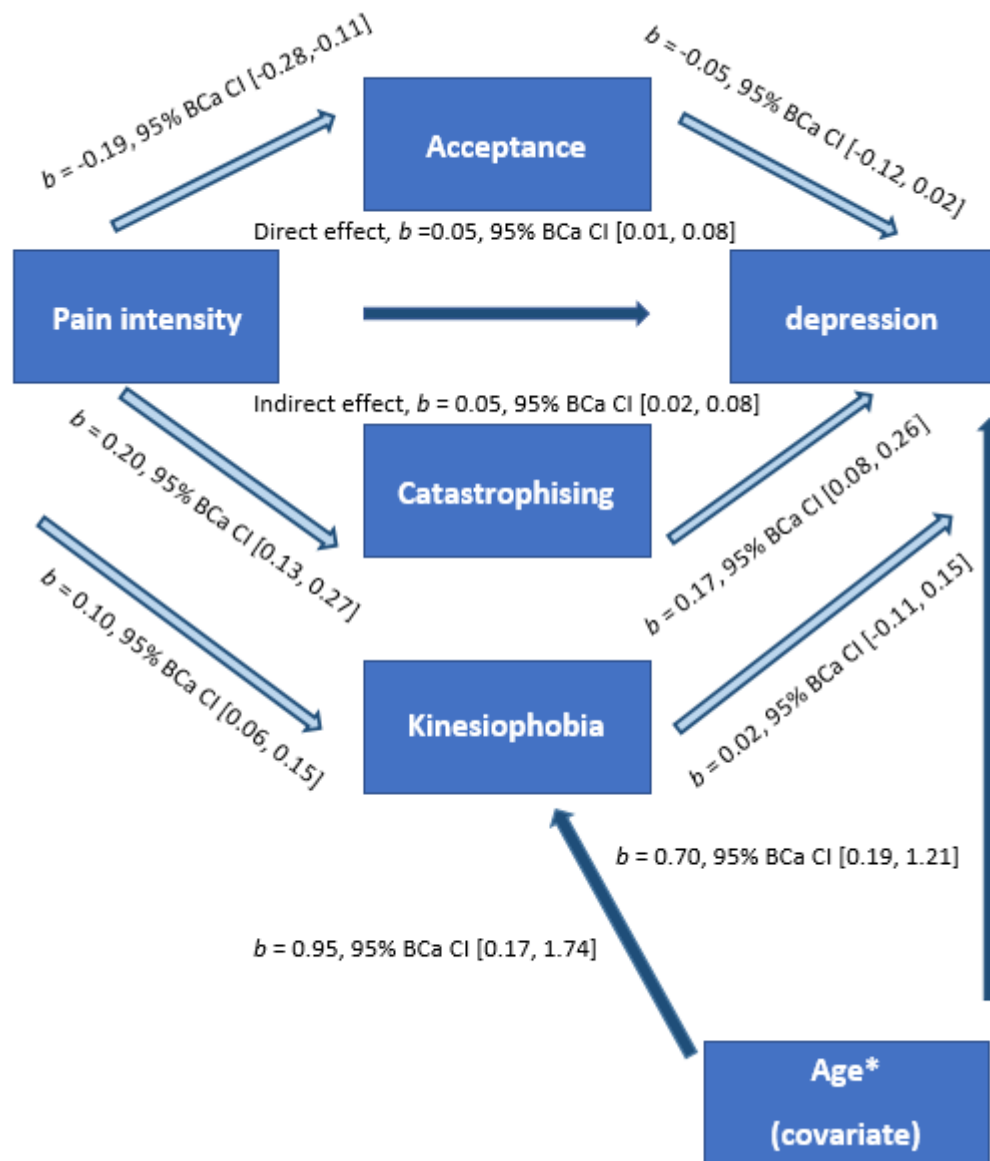 b = -0.19, 95% BCa CI [-0.28,-0.11]
b = -0.05, 95% BCa CI [-0.12, 0.02]
Acceptance
Direct effect, b =0.05, 95% BCa CI [0.01, 0.08]
Pain intensity
depression
Indirect effect, b = 0.05, 95% BCa CI [0.02, 0.08]
b = 0.20, 95% BCa CI [0.13, 0.27]
Catastrophising
b = 0.17, 95% BCa CI [0.08, 0.26]
b = 0.10, 95% BCa CI [0.06, 0.15]
Kinesiophobia
b = 0.02, 95% BCa CI [-0.11, 0.15]
b = 0.70, 95% BCa CI [0.19, 1.21]
b = 0.95, 95% BCa CI [0.17, 1.74]
Age*
(covariate)